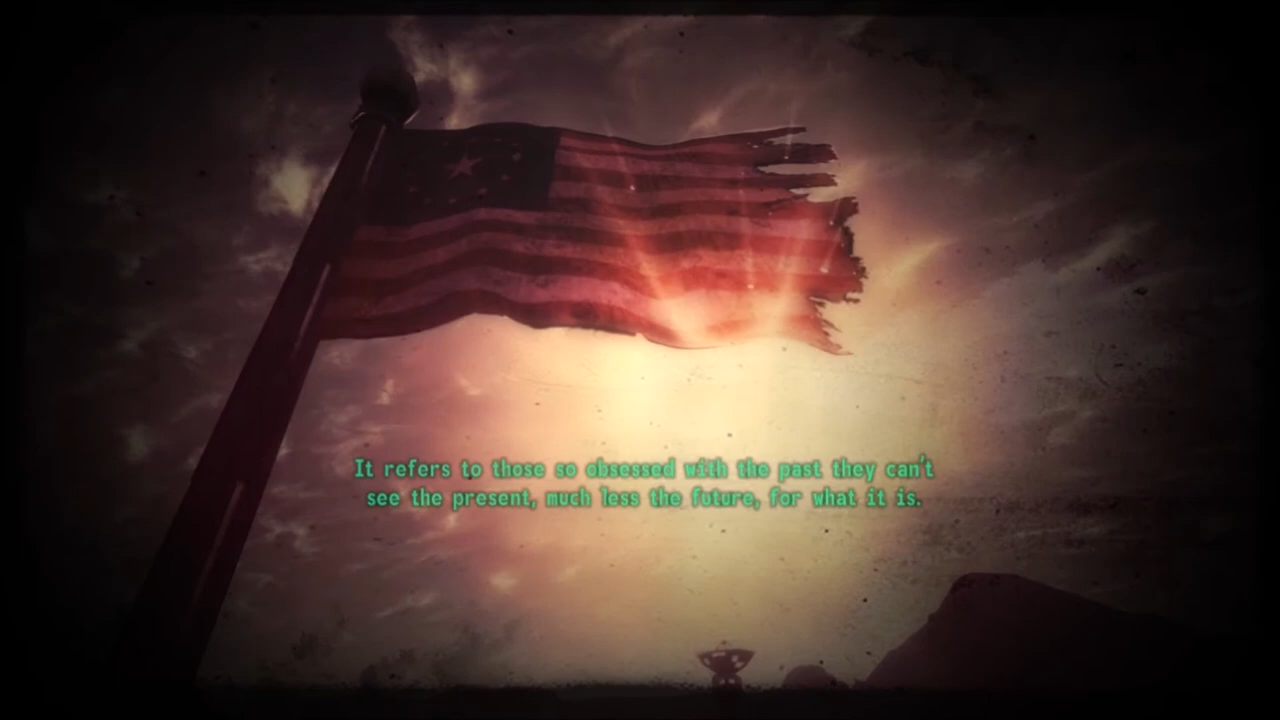 It refers to those so obsessed with the past they can't
see the present, much less the future, for what it is.